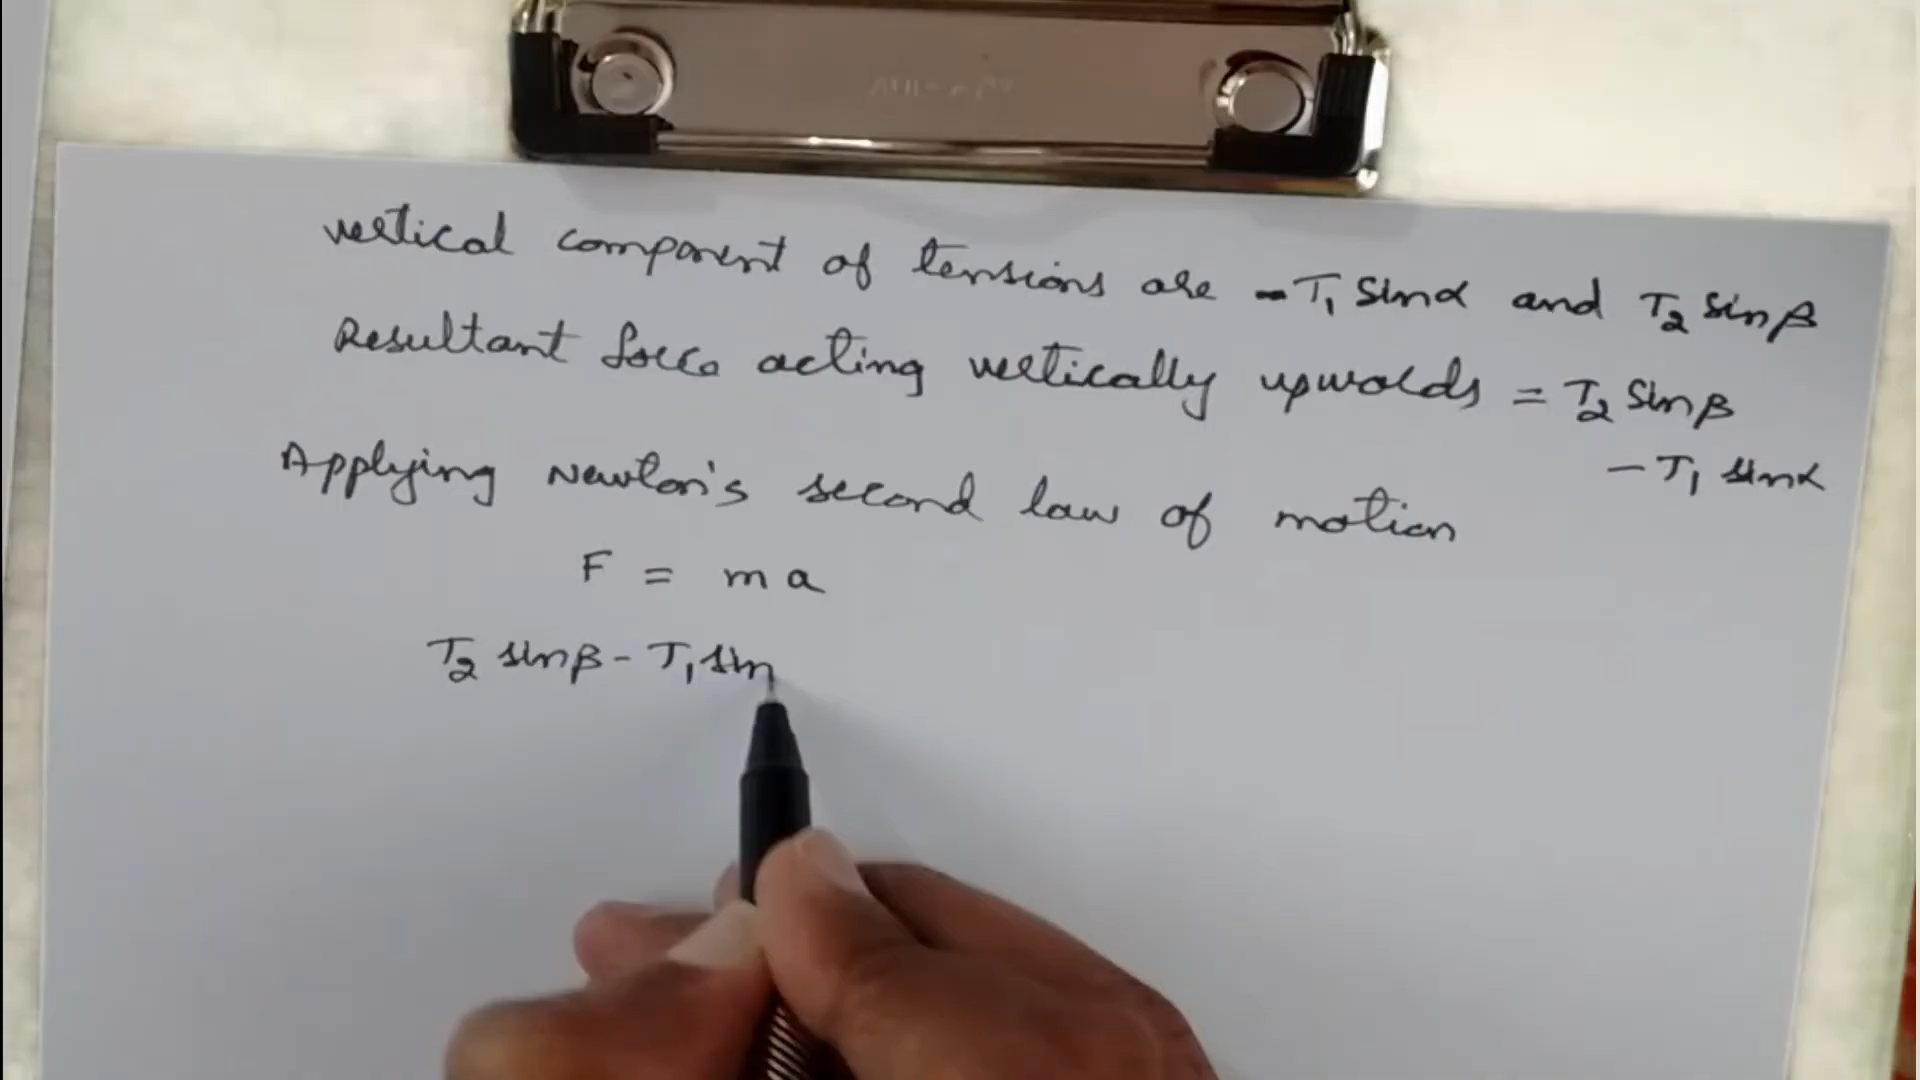 vertical component of tensions are -T₁ sinα and T₂ sinβ
Resultant force acting vertically upwards = T₂ sinβ
- T₁ sinα
Applying Newton's second law of motion
F = ma
T₂ sinβ - T₁ sin